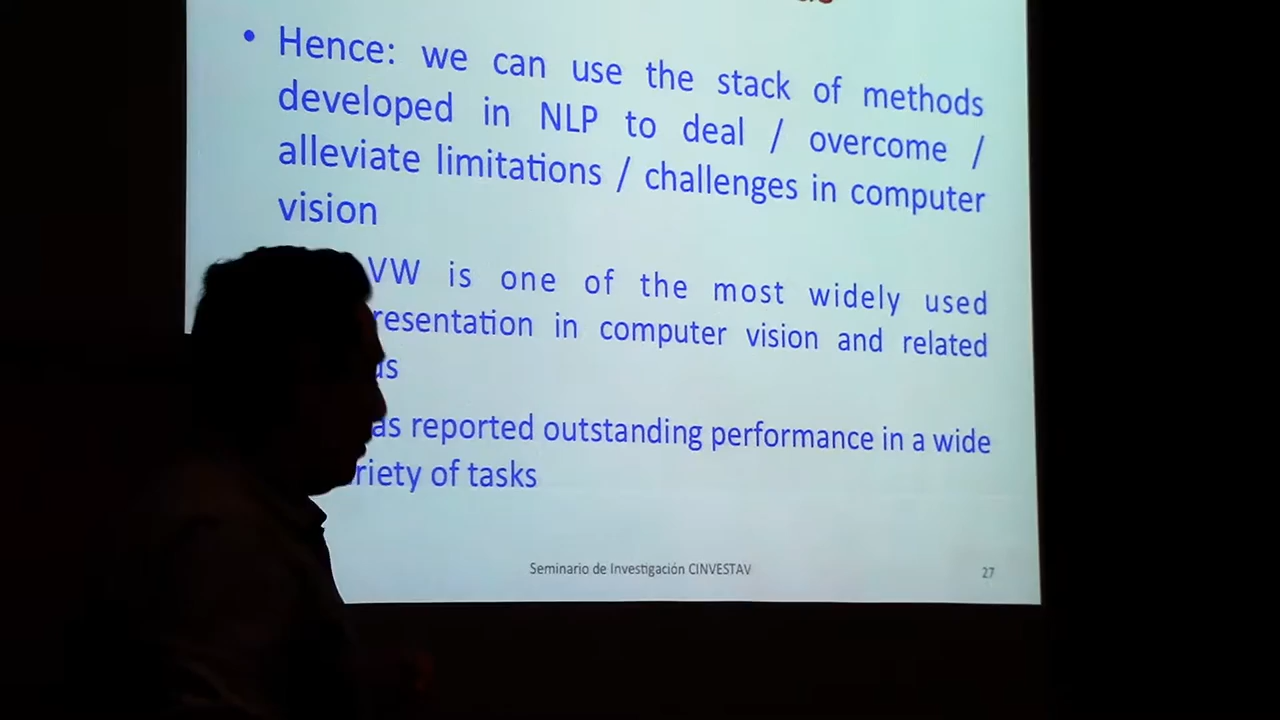 • Hence: we can use the stack of methods
developed in NLP to deal / overcome /
alleviate limitations / challenges in computer
vision
VW is one of the most widely used
resentation in computer vision and related
as reported outstanding performance in a wide
riety of tasks
Seminario de Investigación CINVESTAV
27